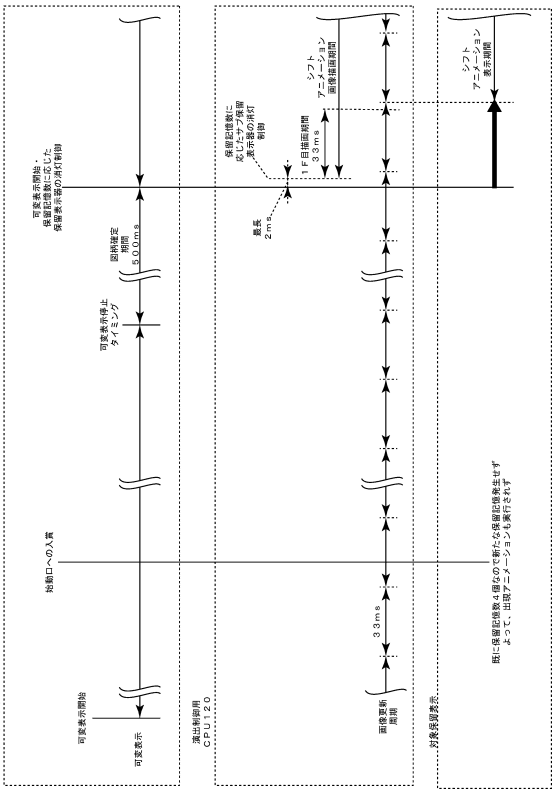 可変表示
可変表示開始
始動口への入賞
可変表示停止
タイミング
図柄確定
期間
500ms
可変表示開始・
保留記憶数に応じた
保留表示器の消灯制御
演出制御用
CPU120
画像更新
周期
33ms
最長
2ms
保留記憶数に
応じたサブ保留
表示器の消灯
制御
1F目描画期間
33ms
シフト
アニメーション
画像描画期間
対象保留表示
既に保留記憶数4個なので新たな保留記憶発生せず
よって、出現アニメーションも実行されず
シフト
アニメーション
表示期間